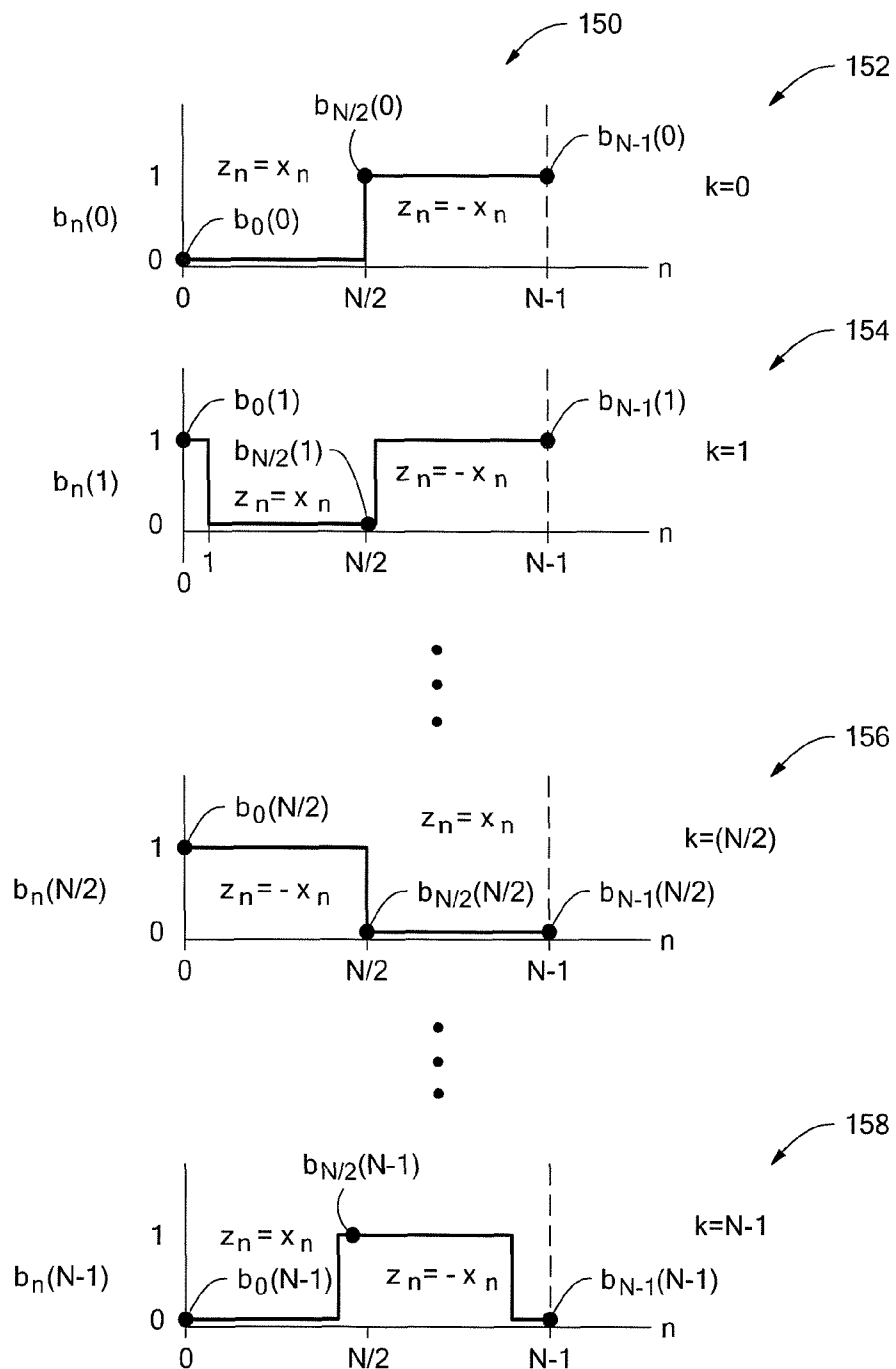 150
152
b_{N/2}(0)
b_{N-1}(0)
z_n = x_n
1
k=0
z_n = - x_n
b_n(0)
b_0(0)
0
n
0 N/2 N-1
154
b_0(1)
b_{N-1}(1)
1
b_{N/2}(1)
k=1
z_n = - x_n
b_n(1)
z_n = x_n
0
n
1 N/2 N-1
0
156
b_0(N/2)
z_n = x_n
k=(N/2)
1
b_n(N/2)
z_n = - x_n
b_{N/2}(N/2)
b_{N-1}(N/2)
0
n
0 N/2 N-1
158
b_{N/2}(N-1)
k=N-1
1
z_n = x_n
b_n(N-1)
b_0(N-1)
z_n = - x_n
b_{N-1}(N-1)
0
n
0 N/2 N-1